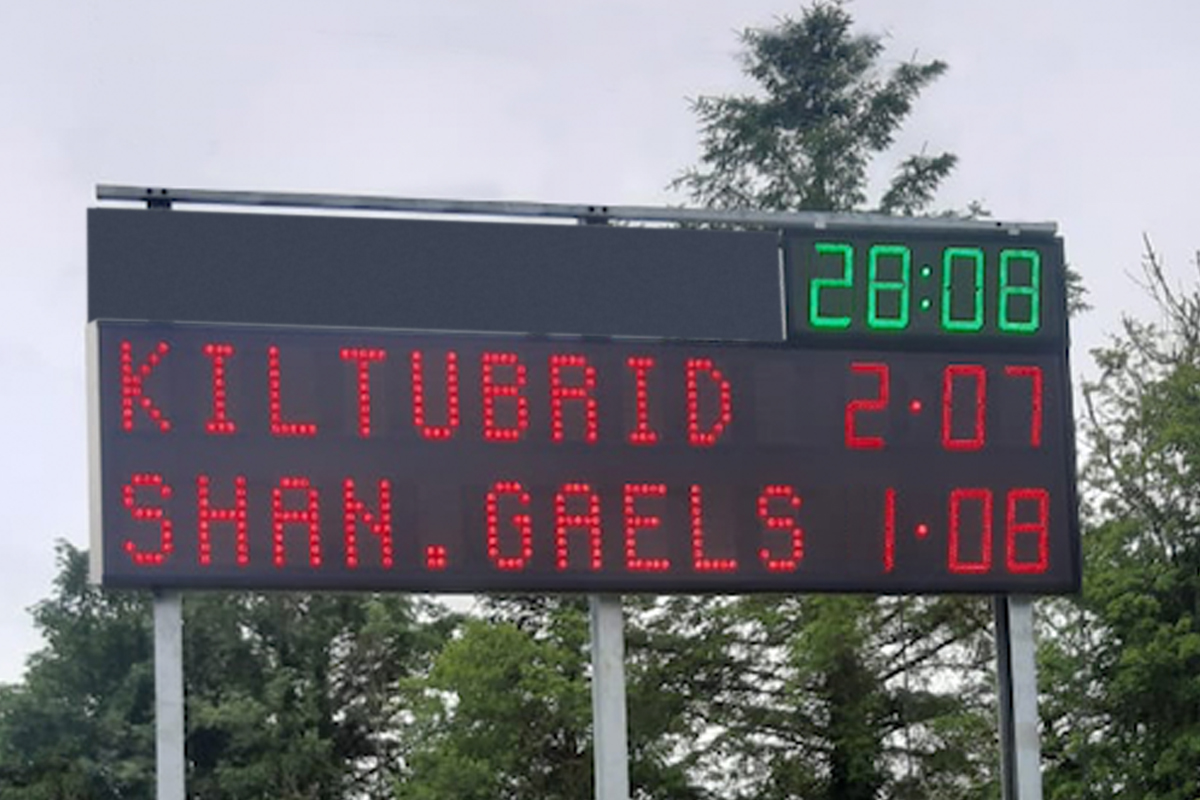 28:08
KILTUBRID 2·07
SHAN.GAELS 1·08